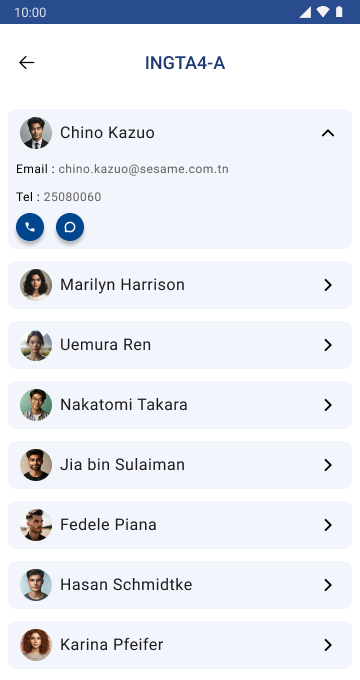 10:00
INGTA4-A
Chino Kazuo
Email : chino.kazuo@sesame.com.tn
Tel : 25080060
Marilyn Harrison
Uemura Ren
Nakatomi Takara
Jia bin Sulaiman
Fedele Piana
Hasan Schmidtke
Karina Pfeifer